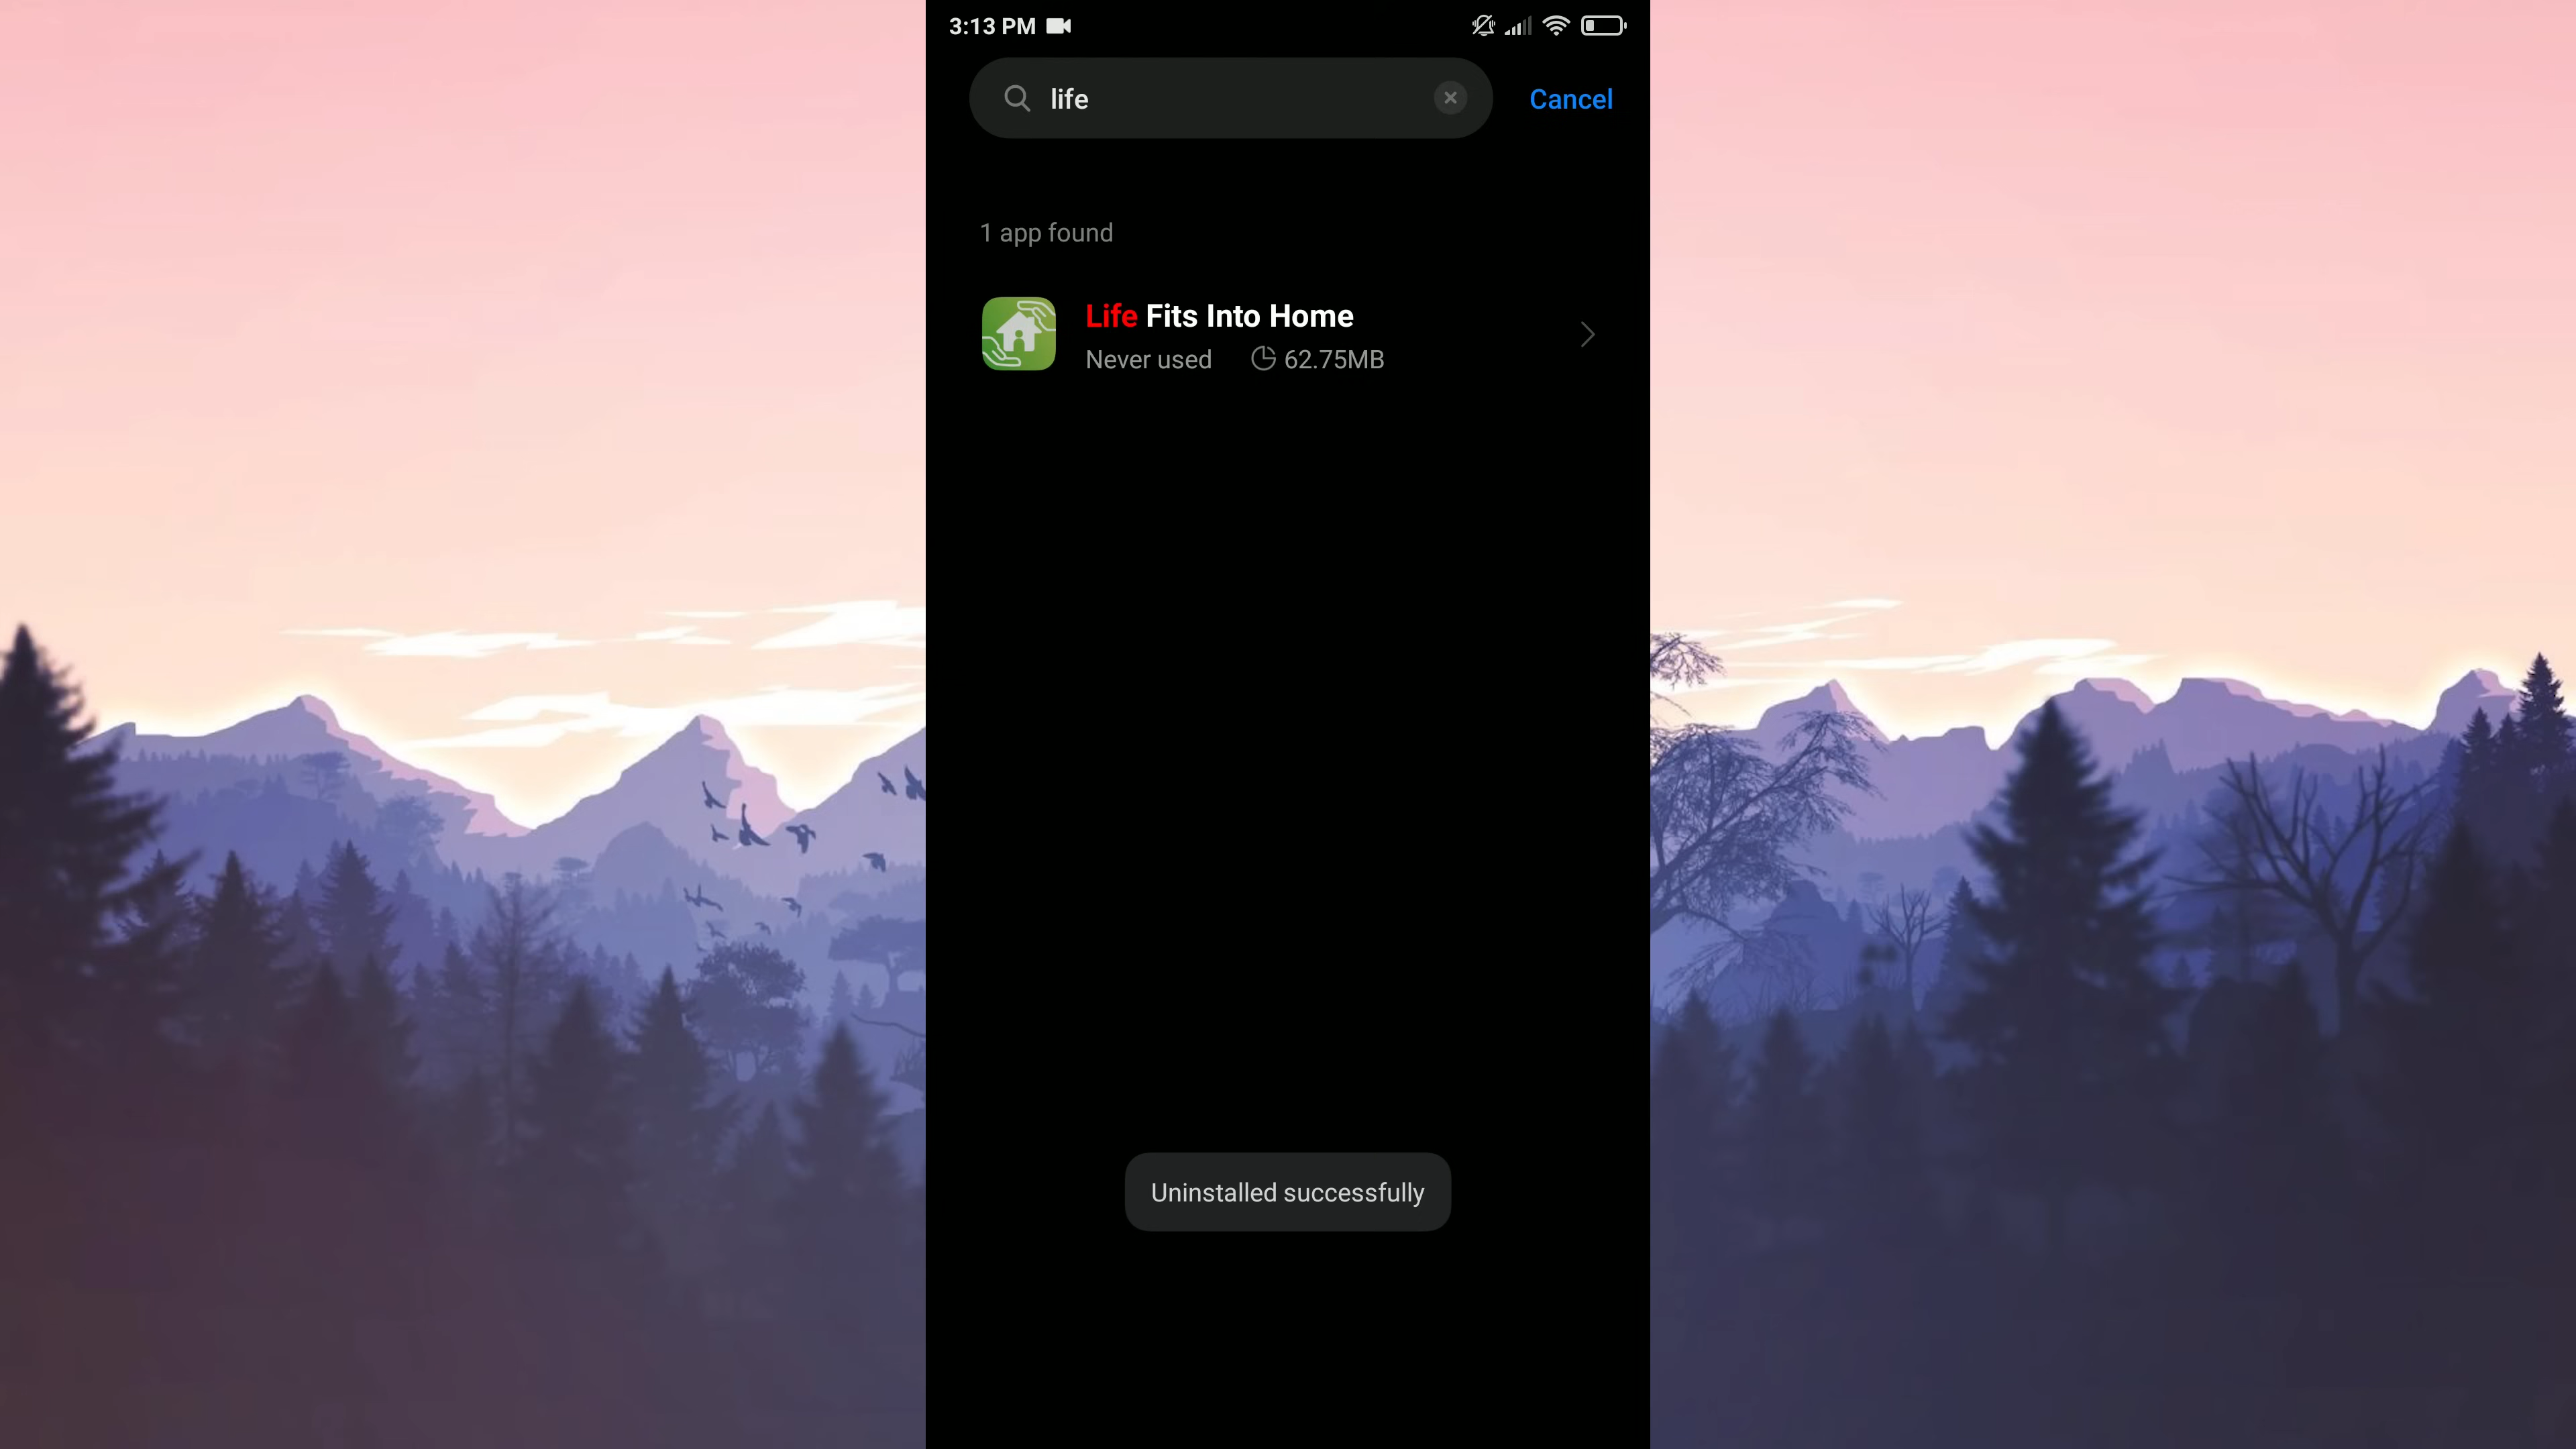 3:13 PM
life
Cancel
1 app found
Life Fits Into Home
Never used 62.75MB
Uninstalled successfully